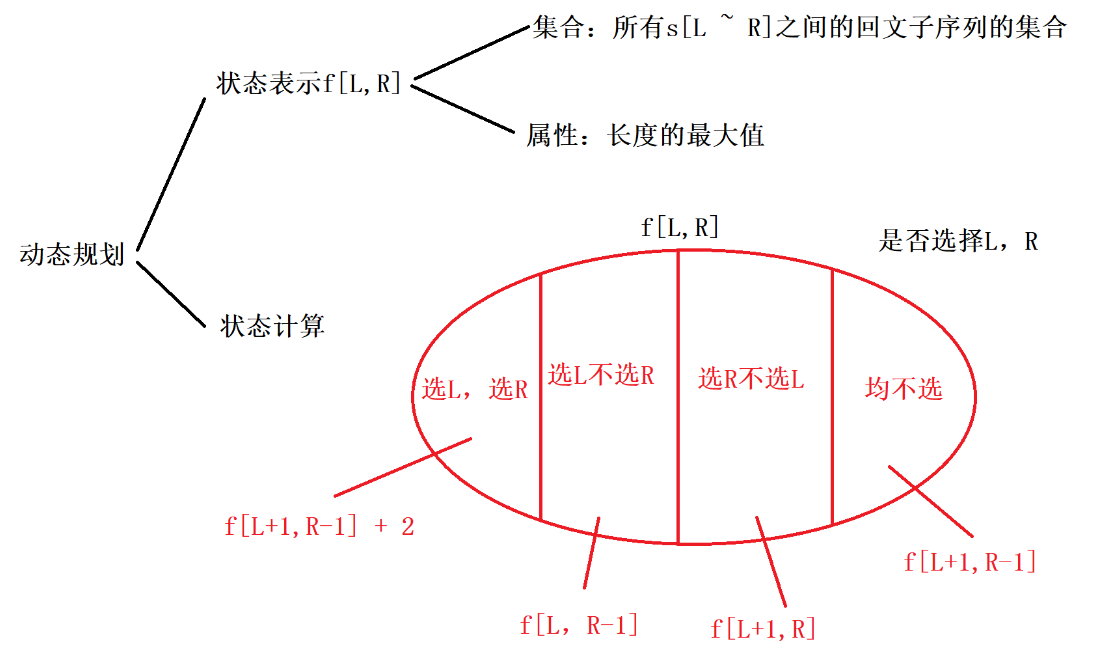 集合：所有s[L ~ R]之间的回文子序列的集合
状态表示f[L,R]
属性：长度的最大值
动态规划
状态计算
f[L,R]
是否选择L，R
选L，选R
选L不选R
选R不选L
均不选
f[L+1,R-1] + 2
f[L，R-1]
f[L+1,R]
f[L+1,R-1]